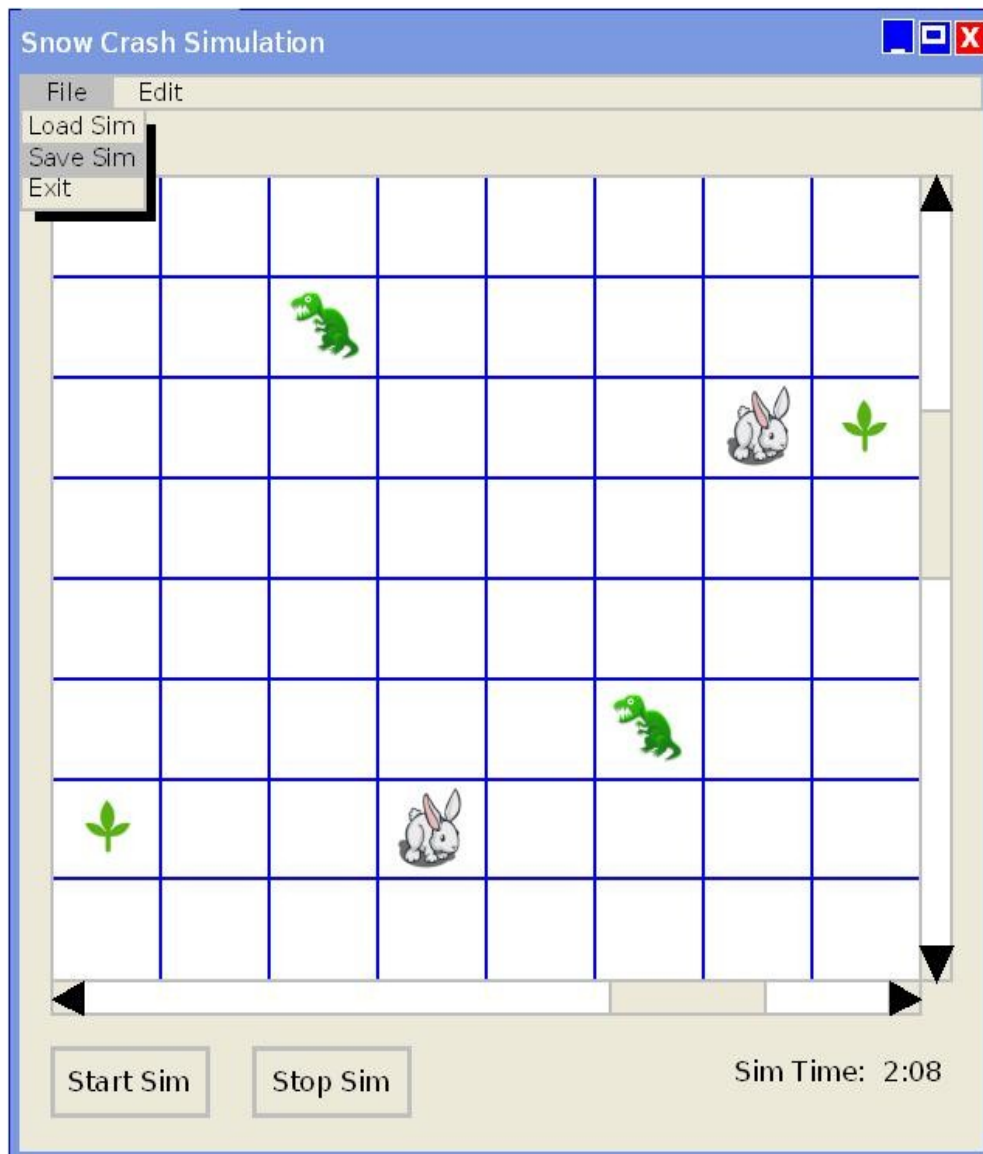 Snow Crash Simulation
X
File Edit
Load Sim
Save Sim
Exit
Start Sim Stop Sim Sim Time: 2:08